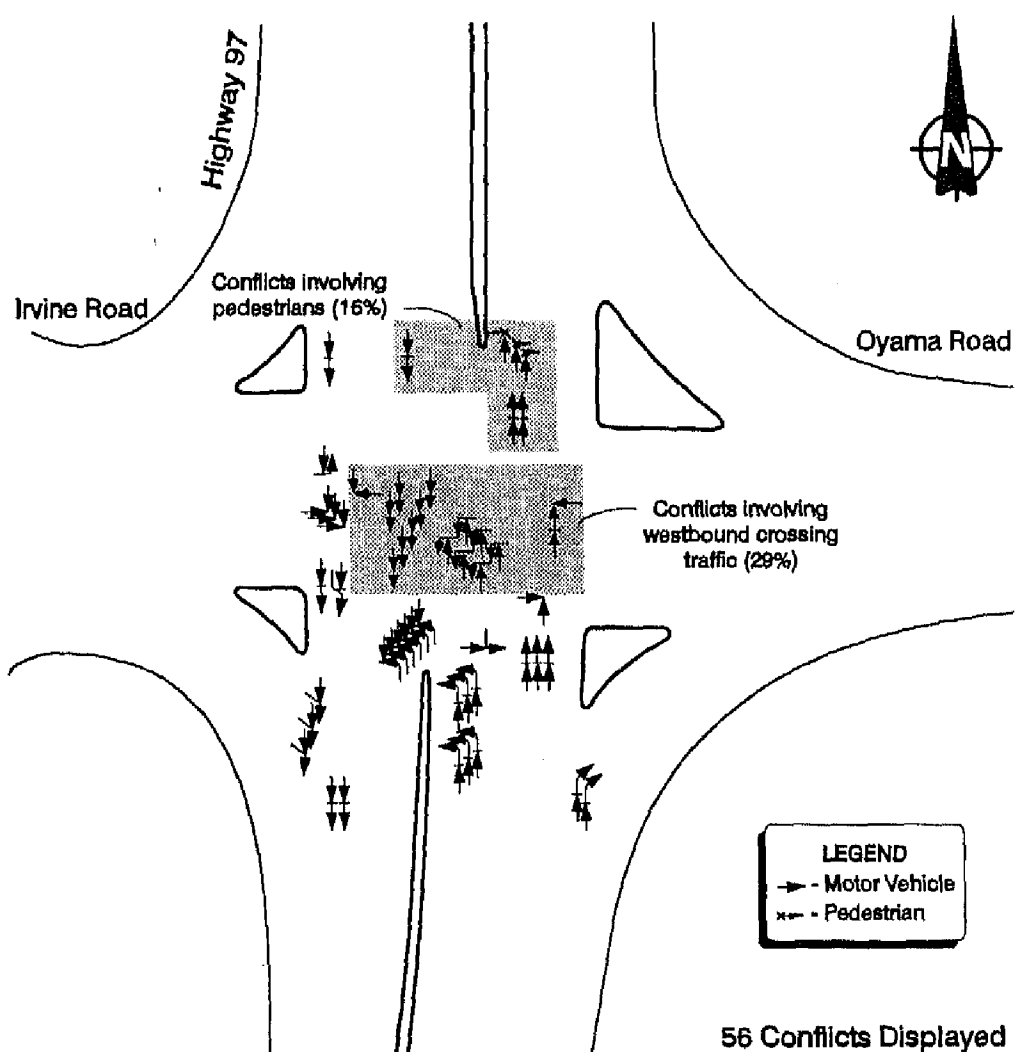 Highway 97
N
Conflicts involving
pedestrians (16%)
Irvine Road
Oyama Road
Conflicts involving
westbound crossing
traffic (29%)
LEGEND
- Motor Vehicle
- Pedestrian
56 Conflicts Displayed